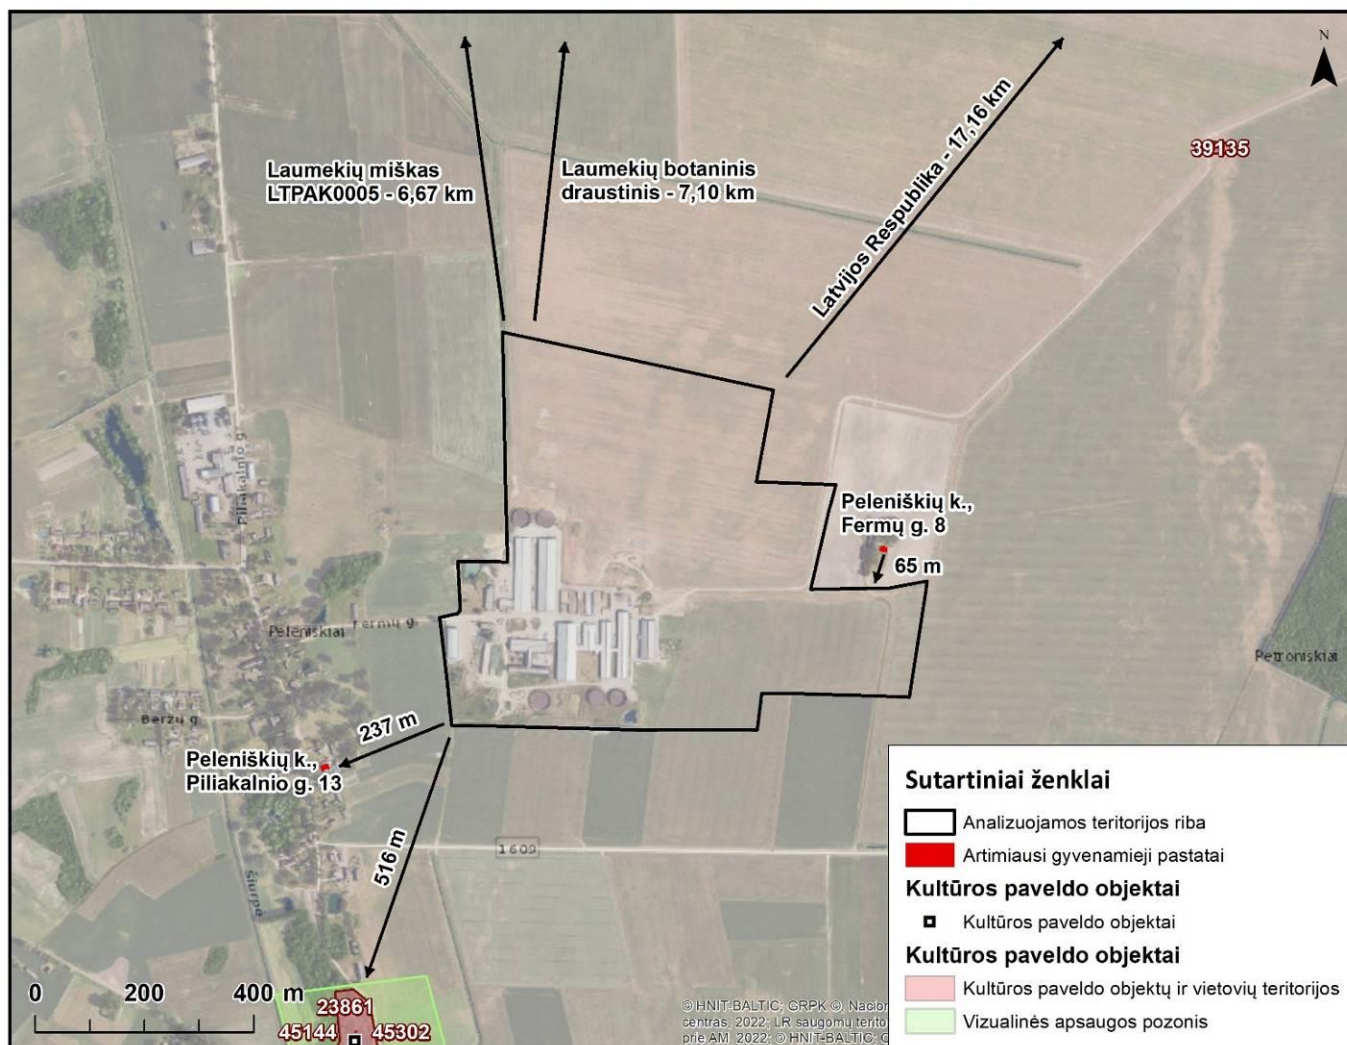 N
39135
Laumekių miškas
LTPAK0005 - 6,67 km
Laumekių botaninis
draustinis - 7,10 km
Latvijos Respublika - 17,16 km
Piliakalnio g.
Peleniškių k.,
Fermų g. 8
65 m
Peleniškiai
Fermų g.
Petroniškiai
Beržų g.
237 m
Peleniškių k.,
Piliakalnio g. 13
516 m
1609
Šiurpė
0 200 400 m
23861
45144
45302
© HNIT-BALTIC; GRPK ©, Nacion
centras, 2022; LR saugomų terito
prie AM, 2022; © HNIT-BALTIC; G
Sutartiniai ženklai
Analizuojamos teritorijos riba
Artimiausi gyvenamieji pastatai
Kultūros paveldo objektai
Kultūros paveldo objektai
Kultūros paveldo objektai
Kultūros paveldo objektų ir vietovių teritorijos
Vizualinės apsaugos pozonis